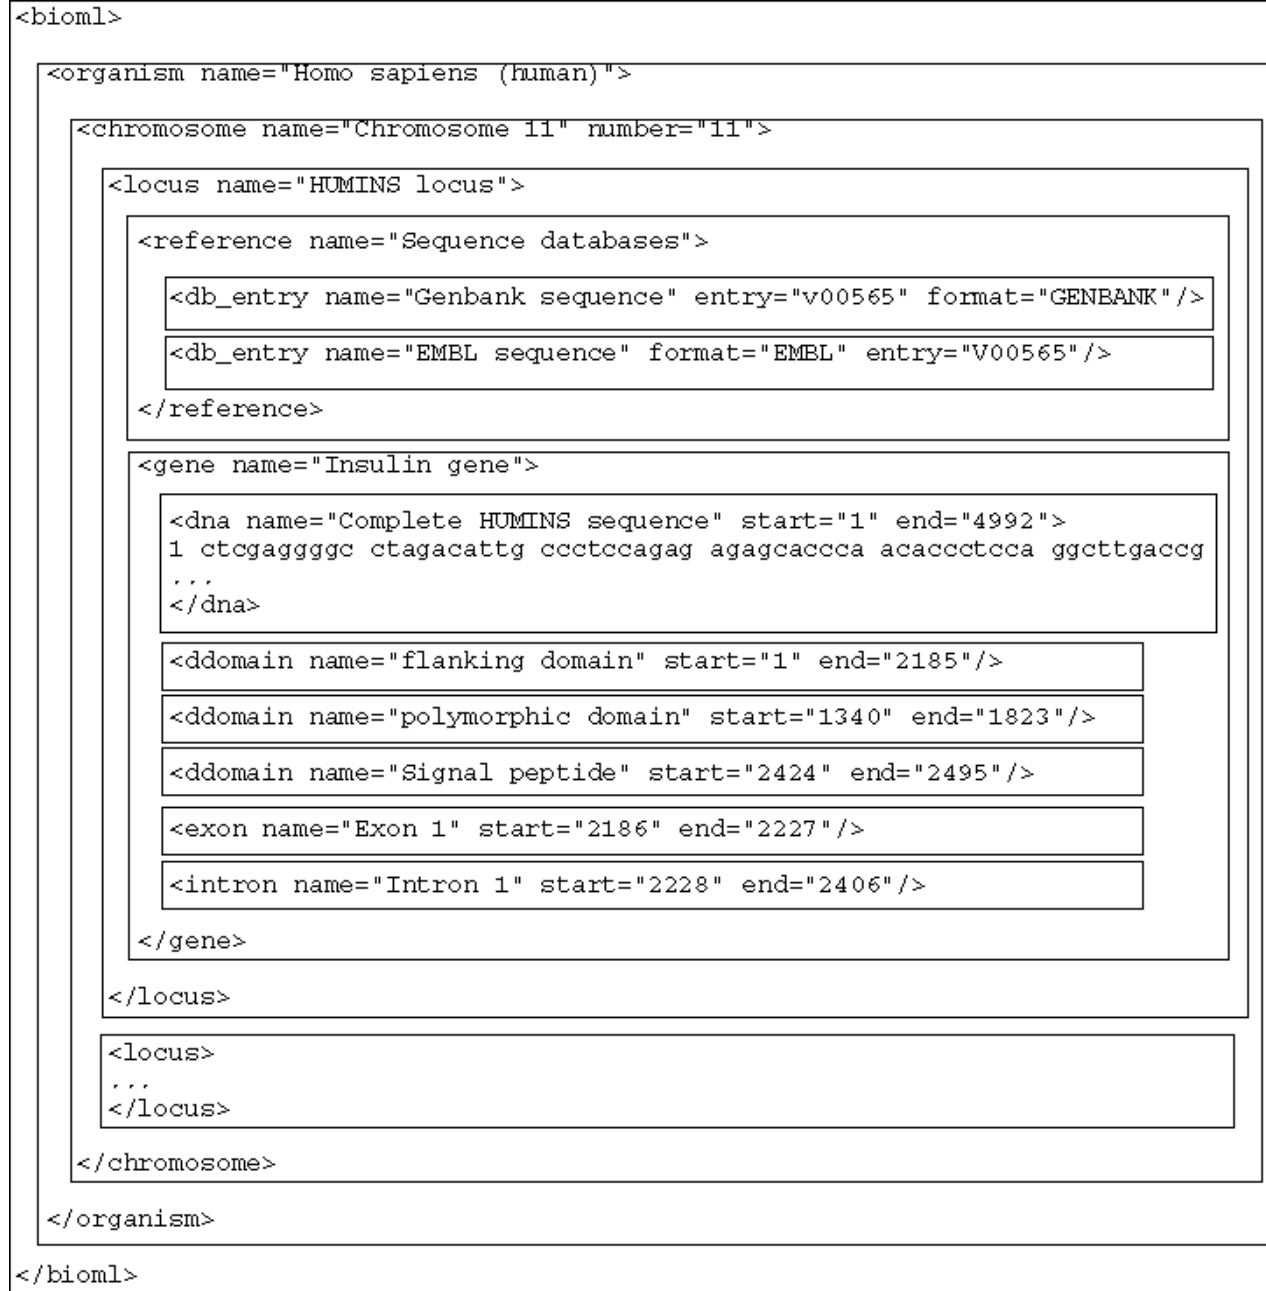 <bioml>
<organism name="Homo sapiens (human)">
<chromosome name="Chromosome 11" number="11">
<locus name="HUMINS locus">
<reference name="Sequence databases">
<db_entry name="Genbank sequence" entry="v00565" format="GENBANK"/>
<db_entry name="EMBL sequence" format="EMBL" entry="V00565"/>
</reference>
<gene name="Insulin gene">
<dna name="Complete HUMINS sequence" start="1" end="4992">
1 ctcgaggggc ctagacattg ccctccagag agagcaccca acaccctcca ggcttgaccg
...
</dna>
<ddomain name="flanking domain" start="1" end="2185"/>
<ddomain name="polymorphic domain" start="1340" end="1823"/>
<ddomain name="Signal peptide" start="2424" end="2495"/>
<exon name="Exon 1" start="2186" end="2227"/>
<intron name="Intron 1" start="2228" end="2406"/>
</gene>
</locus>
<locus>
...
</locus>
</chromosome>
</organism>
</bioml>